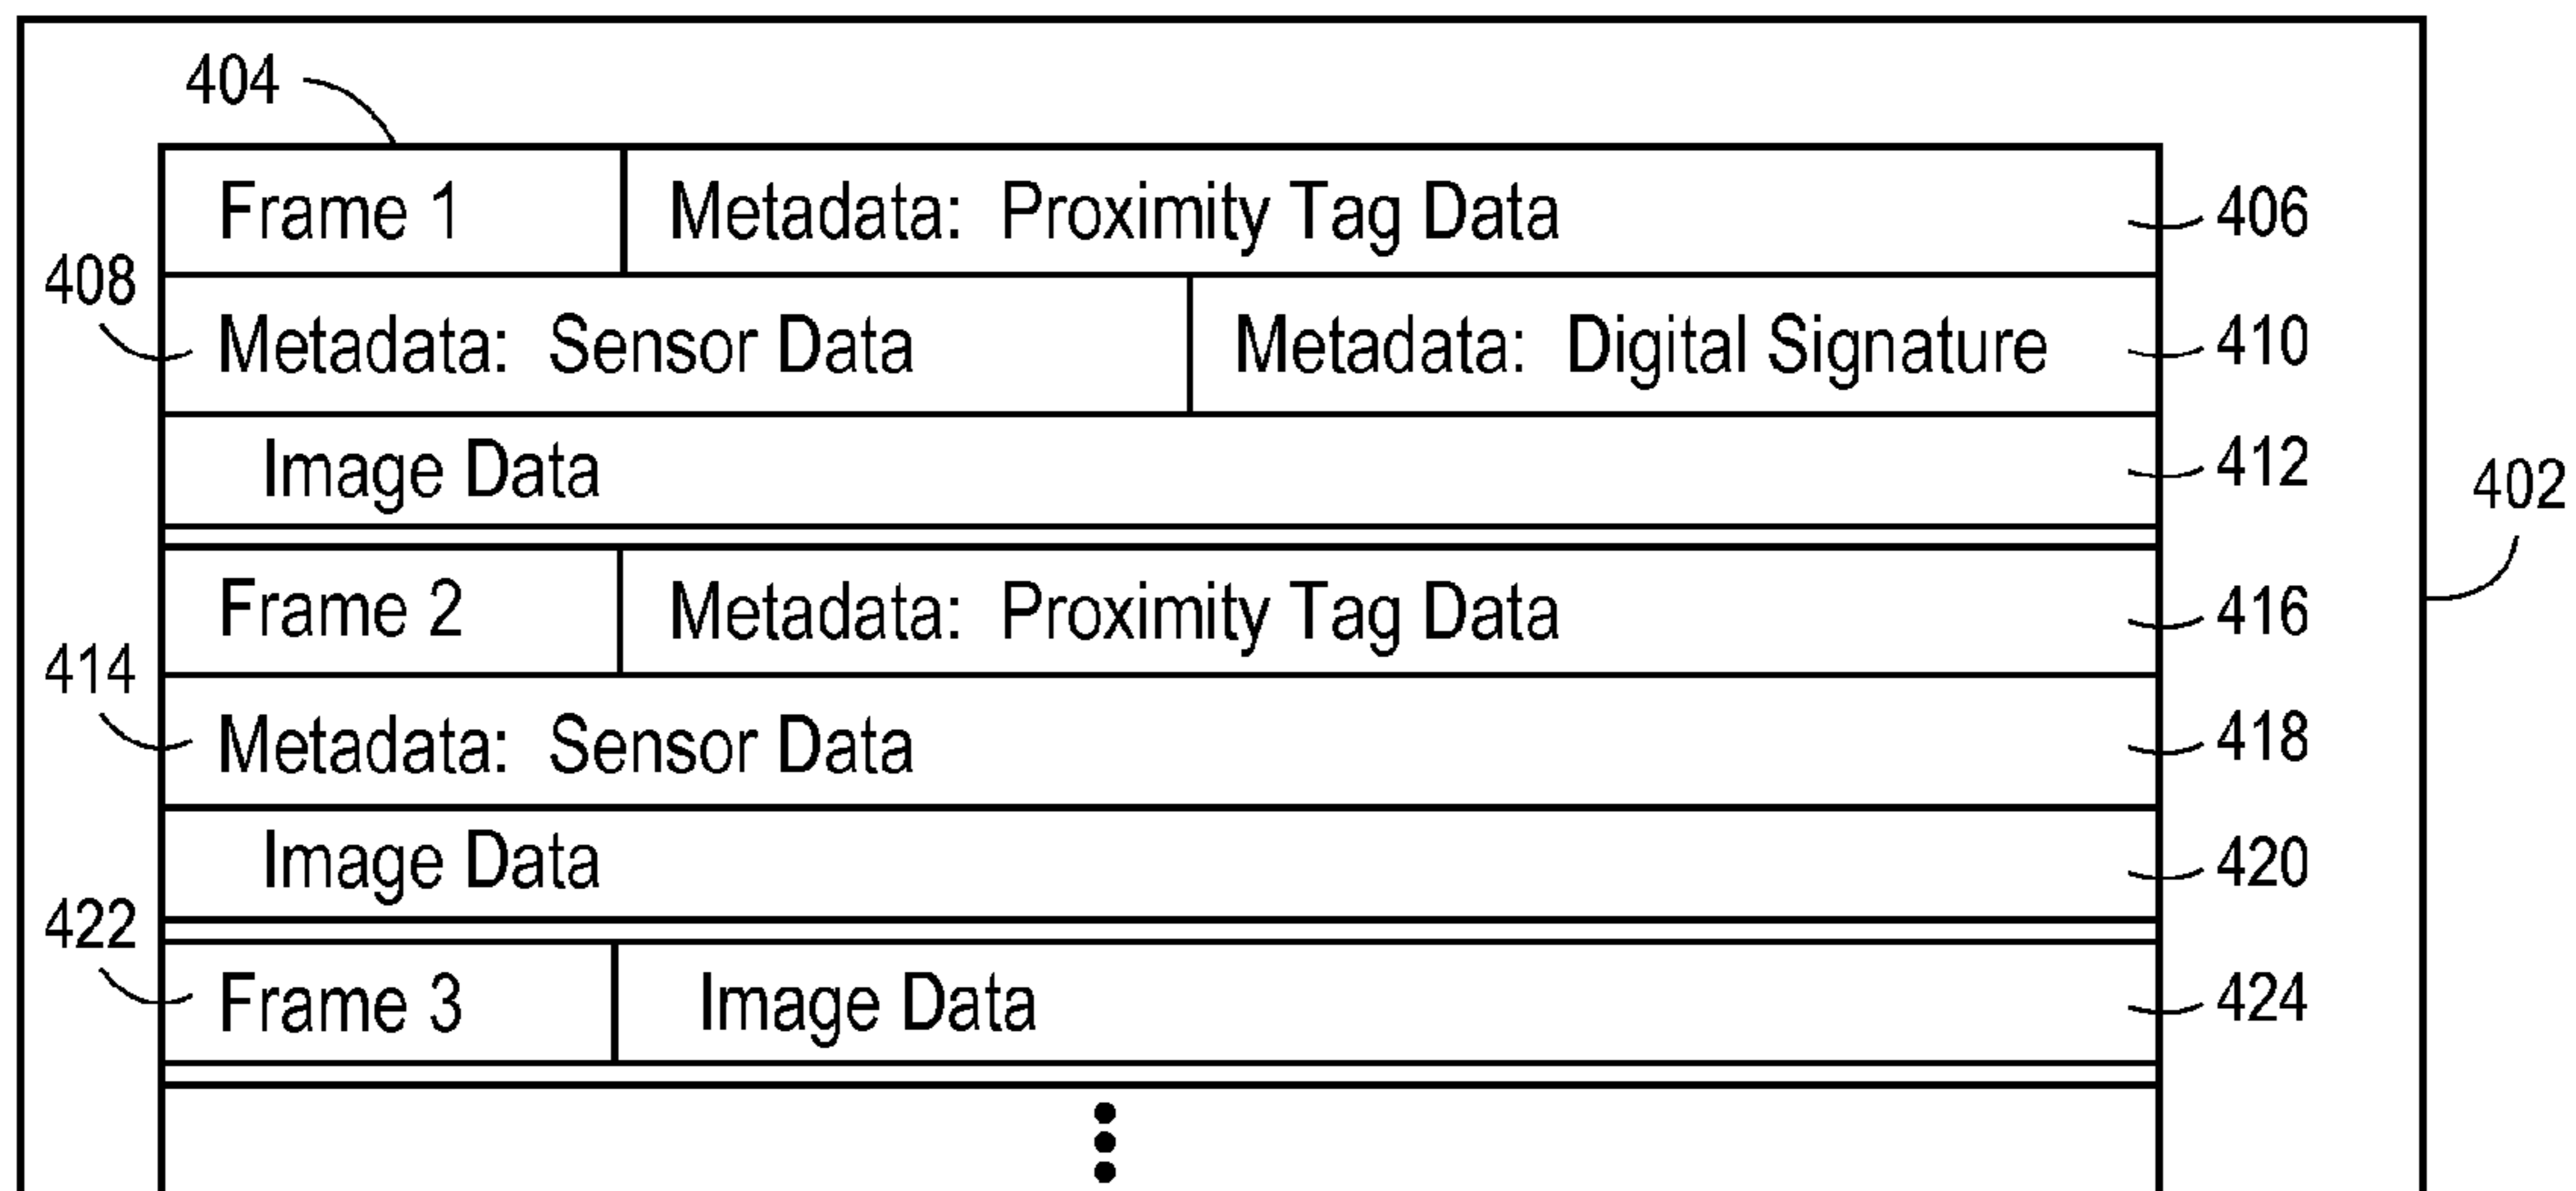 404
Frame 1 Metadata: Proximity Tag Data 406
408 Metadata: Sensor Data Metadata: Digital Signature 410
Image Data 412
402
Frame 2 Metadata: Proximity Tag Data 416
414 Metadata: Sensor Data 418
Image Data 420
422 Frame 3 Image Data 424